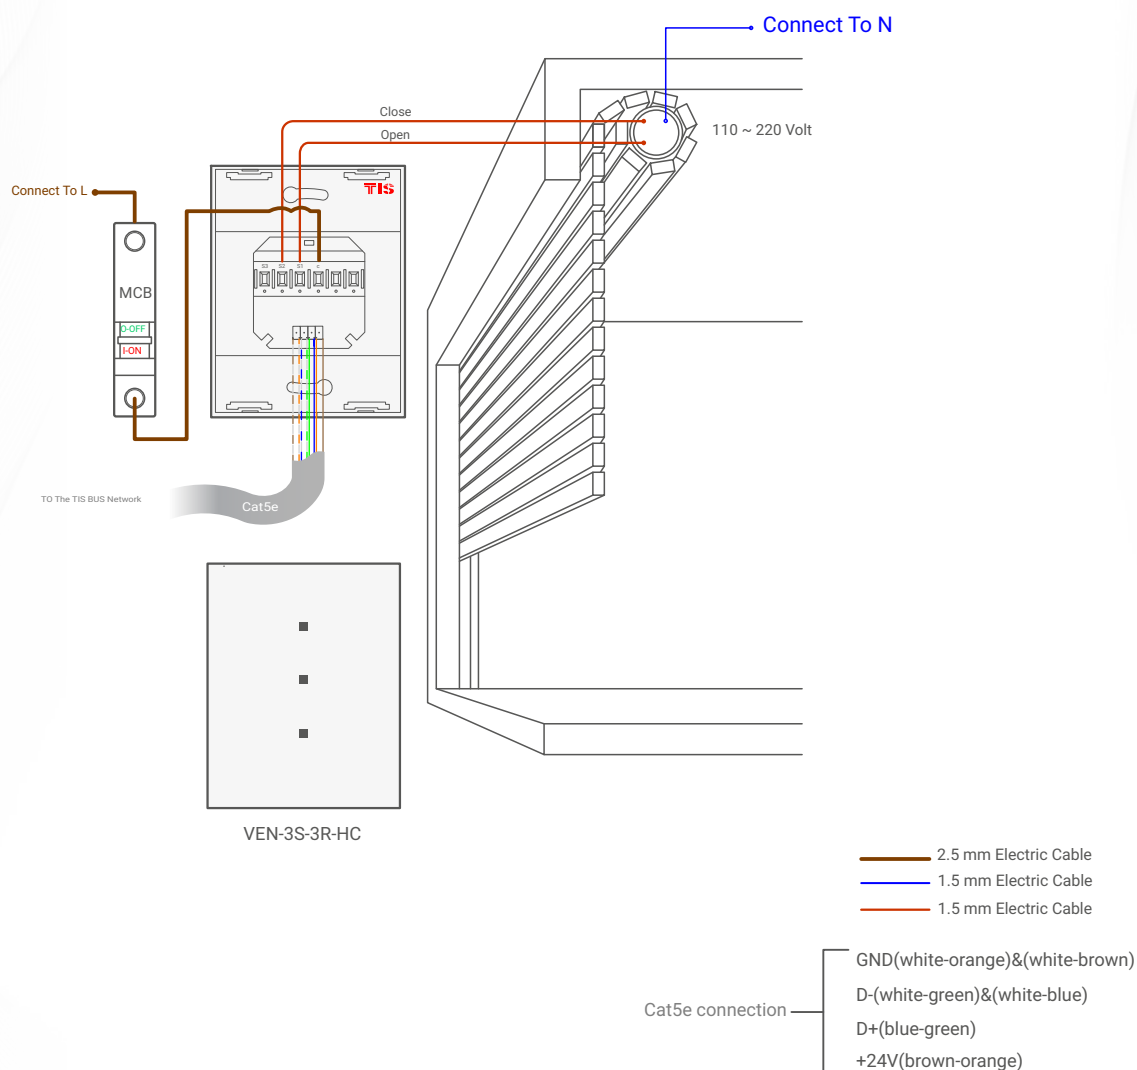 Connect To N
Close
Open
110 ~ 220 Volt
Connect To L
TIS
S3 S2 S1 C
MCB
O-OFF
I-ON
TO The TIS BUS Network
Cat5e
VEN-3S-3R-HC
2.5 mm Electric Cable
1.5 mm Electric Cable
1.5 mm Electric Cable
GND(white-orange)&(white-brown)
D-(white-green)&(white-blue)
Cat5e connection
D+(blue-green)
+24V(brown-orange)